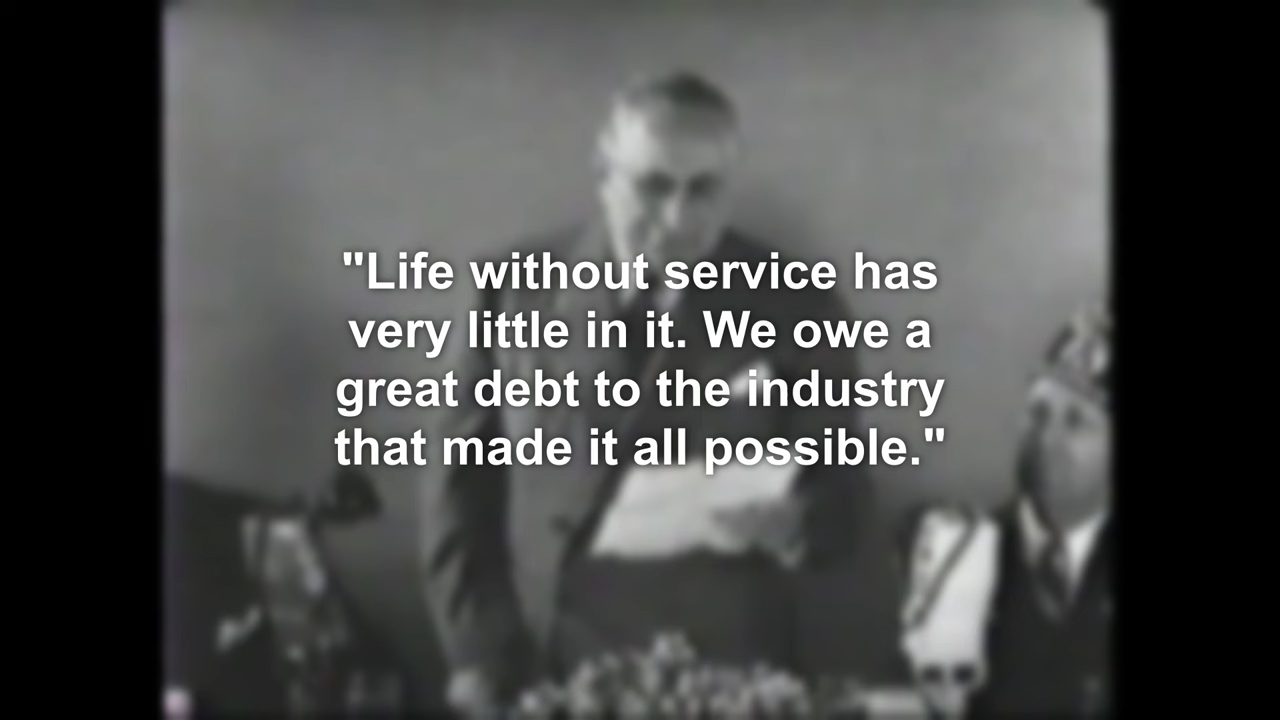 "Life without service has
very little in it. We owe a
great debt to the industry
that made it all possible."